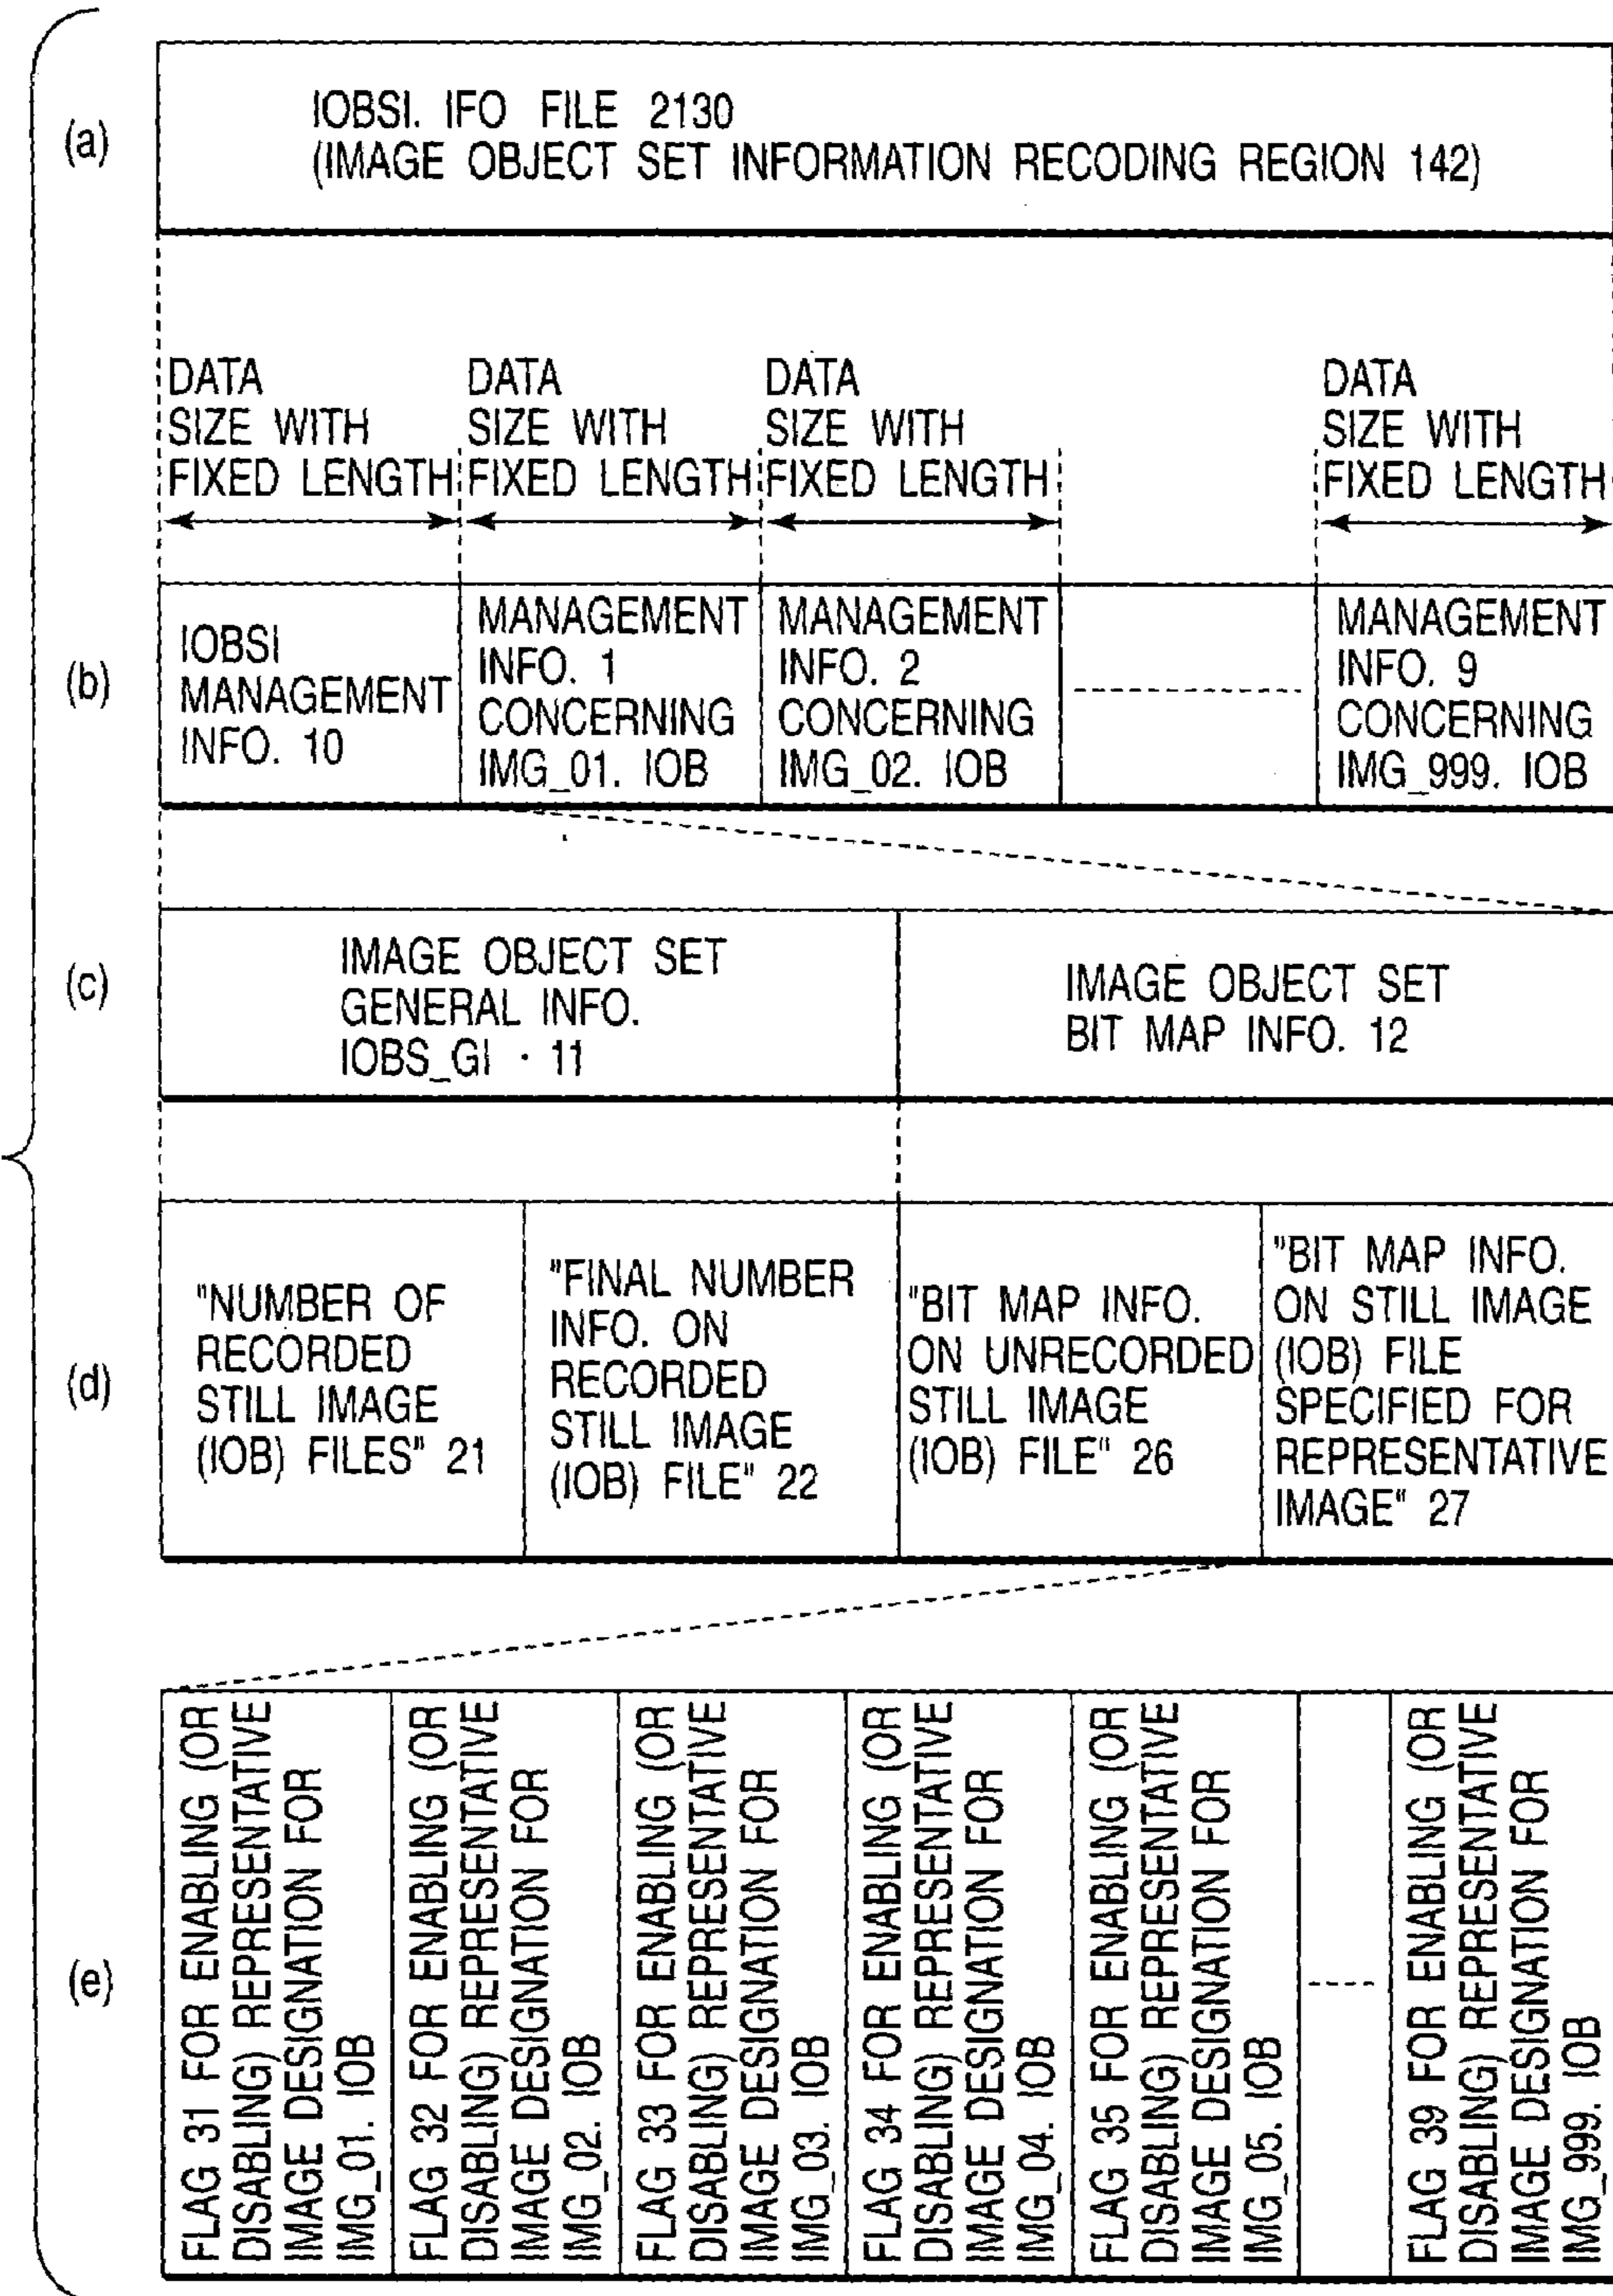 (a)
IOBSI. IFO FILE 2130
(IMAGE OBJECT SET INFORMATION RECODING REGION 142)
DATA
SIZE WITH
FIXED LENGTH
DATA
SIZE WITH
FIXED LENGTH
DATA
SIZE WITH
FIXED LENGTH
DATA
SIZE WITH
FIXED LENGTH
(b)
IOBSI
MANAGEMENT
INFO. 10
MANAGEMENT
INFO. 1
CONCERNING
IMG_01. IOB
MANAGEMENT
INFO. 2
CONCERNING
IMG_02. IOB
MANAGEMENT
INFO. 9
CONCERNING
IMG_999. IOB
(c)
IMAGE OBJECT SET
GENERAL INFO.
IOBS_GI · 11
IMAGE OBJECT SET
BIT MAP INFO. 12
(d)
"NUMBER OF
RECORDED
STILL IMAGE
(IOB) FILES" 21
"FINAL NUMBER
INFO. ON
RECORDED
STILL IMAGE
(IOB) FILE" 22
"BIT MAP INFO.
ON UNRECORDED
STILL IMAGE
(IOB) FILE" 26
"BIT MAP INFO.
ON STILL IMAGE
(IOB) FILE
SPECIFIED FOR
REPRESENTATIVE
IMAGE" 27
(e)
FLAG 31 FOR ENABLING (OR
DISABLING) REPRESENTATIVE
IMAGE DESIGNATION FOR
IMG_01. IOB
FLAG 32 FOR ENABLING (OR
DISABLING) REPRESENTATIVE
IMAGE DESIGNATION FOR
IMG_02. IOB
FLAG 33 FOR ENABLING (OR
DISABLING) REPRESENTATIVE
IMAGE DESIGNATION FOR
IMG_03. IOB
FLAG 34 FOR ENABLING (OR
DISABLING) REPRESENTATIVE
IMAGE DESIGNATION FOR
IMG_04. IOB
FLAG 35 FOR ENABLING (OR
DISABLING) REPRESENTATIVE
IMAGE DESIGNATION FOR
IMG_05. IOB
FLAG 39 FOR ENABLING (OR
DISABLING) REPRESENTATIVE
IMAGE DESIGNATION FOR
IMG_999. IOB